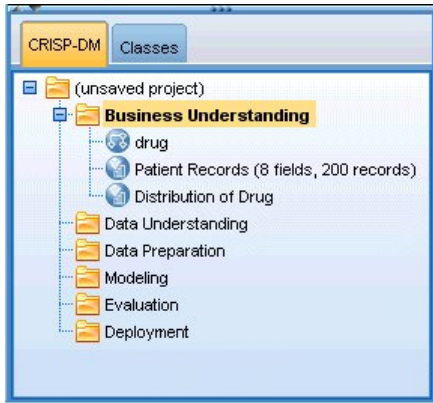 CRISP-DM Classes
(unsaved project)
Business Understanding
drug
Patient Records (8 fields, 200 records)
Distribution of Drug
Data Understanding
Data Preparation
Modeling
Evaluation
Deployment